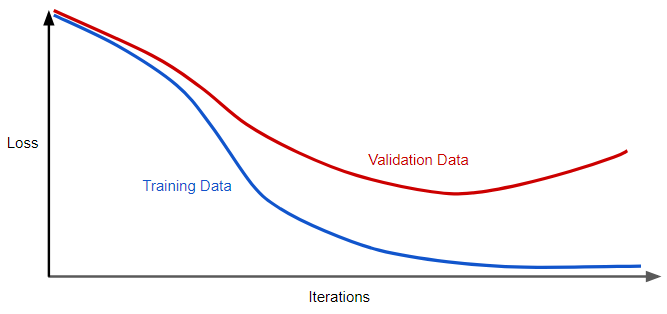 Loss
Validation Data
Training Data
Iterations